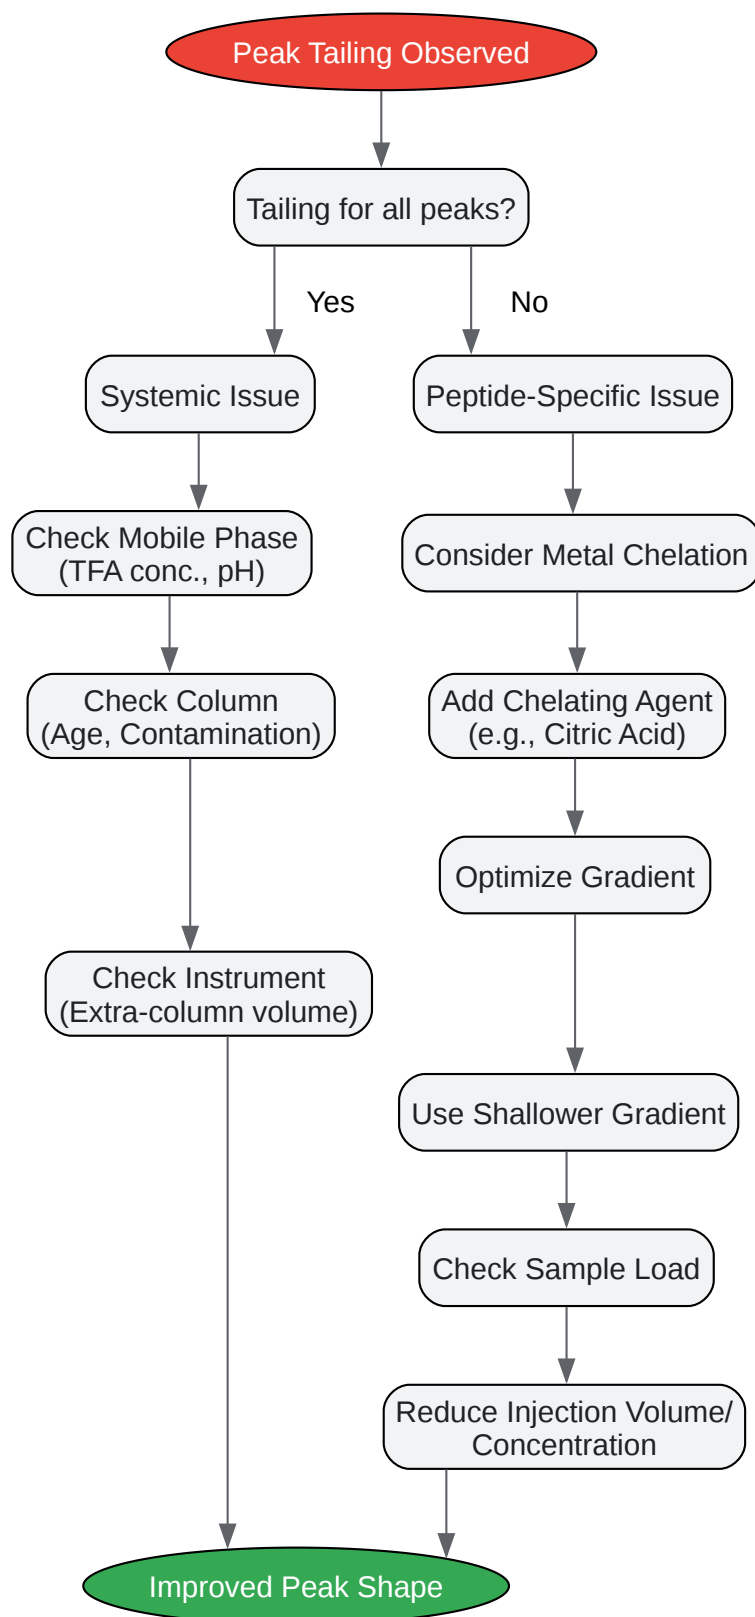 Peak Tailing Observed
Tailing for all peaks?
Yes
No
Systemic Issue
Peptide-Specific Issue
Check Mobile Phase
(TFA conc., pH)
Consider Metal Chelation
Check Column
(Age, Contamination)
Add Chelating Agent
(e.g., Citric Acid)
Optimize Gradient
Check Instrument
(Extra-column volume)
Use Shallower Gradient
Check Sample Load
Reduce Injection Volume/
Concentration
Improved Peak Shape